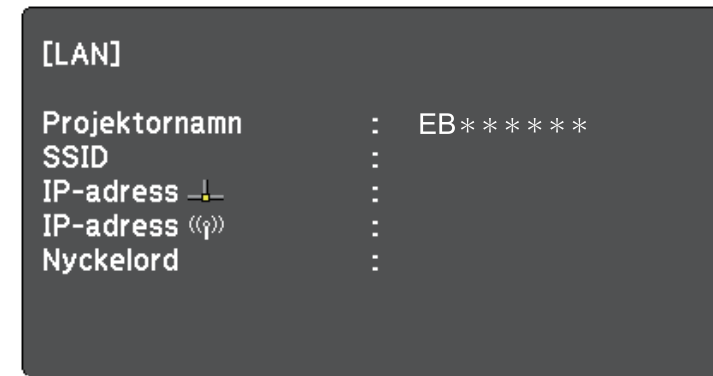 [LAN]
Projektornamn : EB＊＊＊＊＊＊
SSID :
IP-adress :
IP-adress :
Nyckelord :